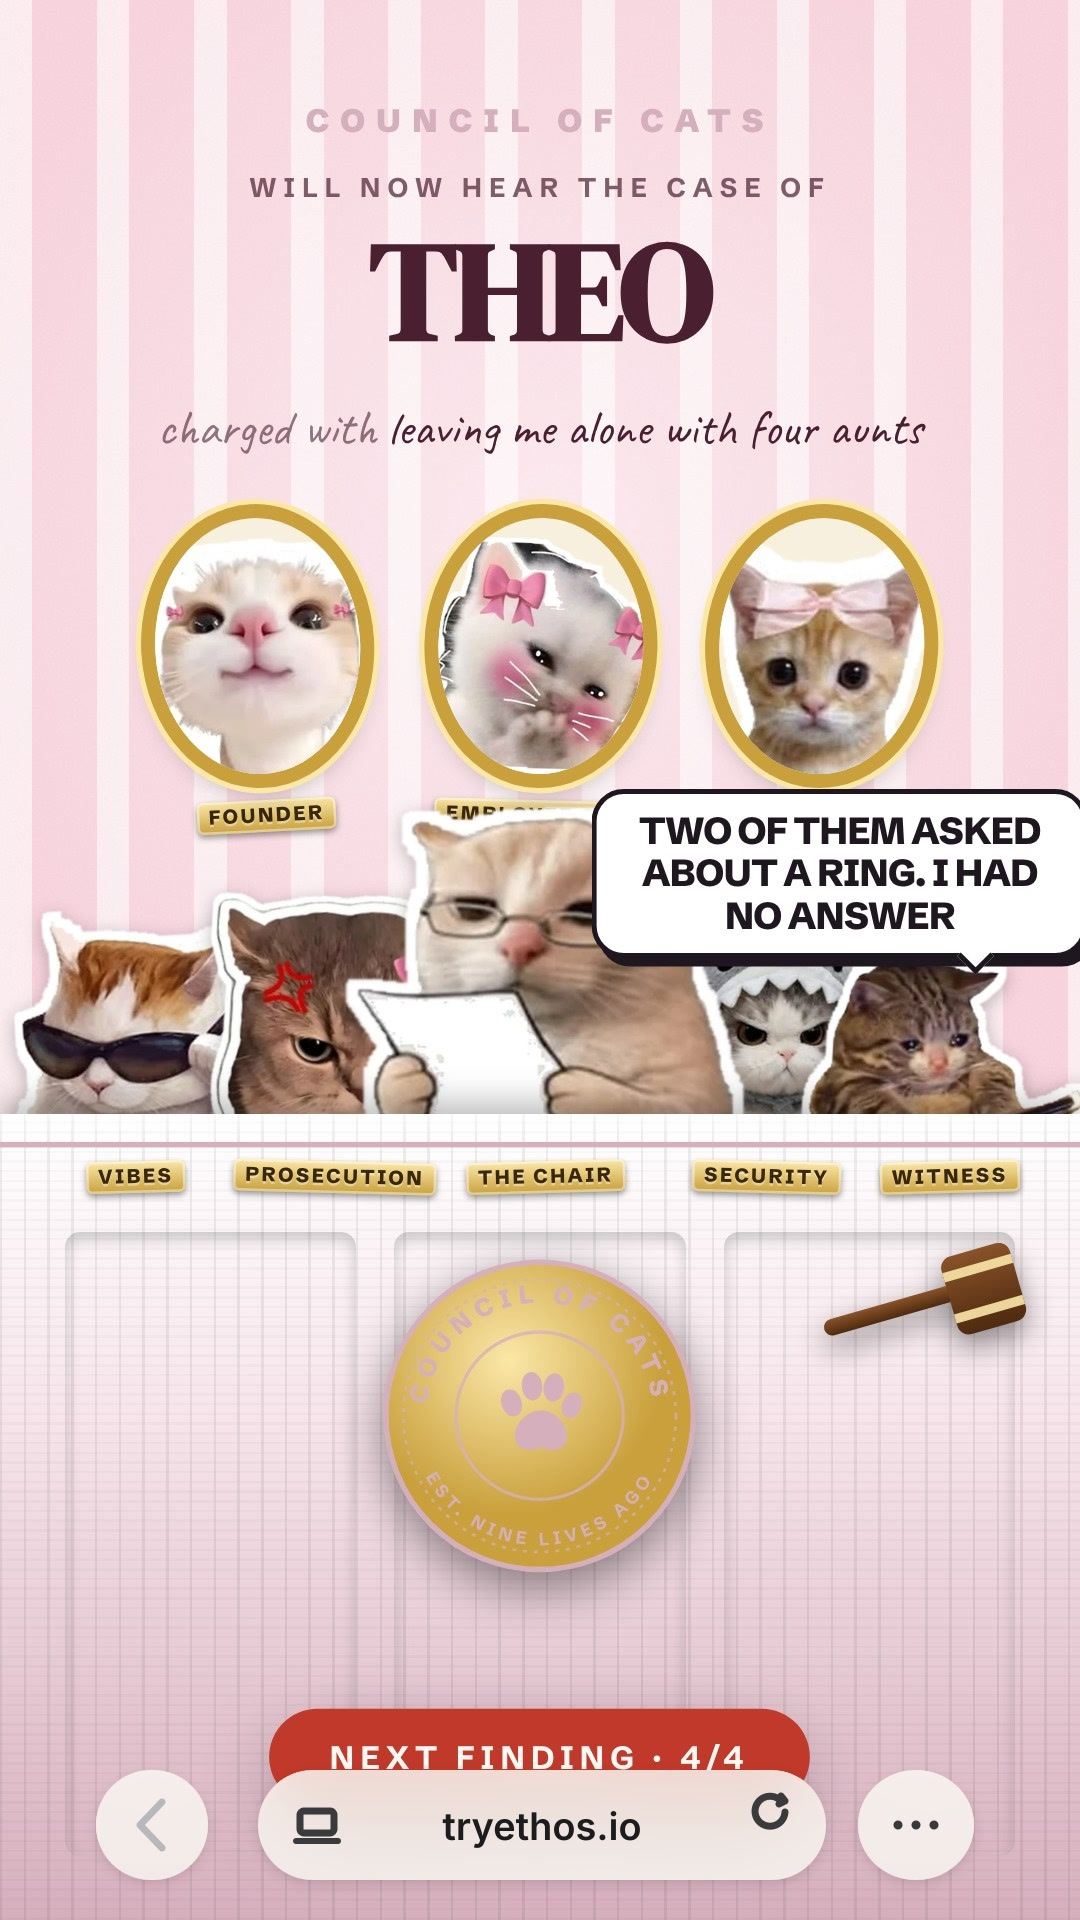 COUNCIL OF CATS
WILL NOW HEAR THE CASE OF
THEO
charged with leaving me alone with four aunts
FOUNDER
TWO OF THEM ASKED
ABOUT A RING. I HAD
NO ANSWER
VIBES
PROSECUTION
THE CHAIR
SECURITY
WITNESS
COUNCIL OF CATS
EST. NINE LIVES AGO
NEXT FINDING · 4/4
tryethos.io